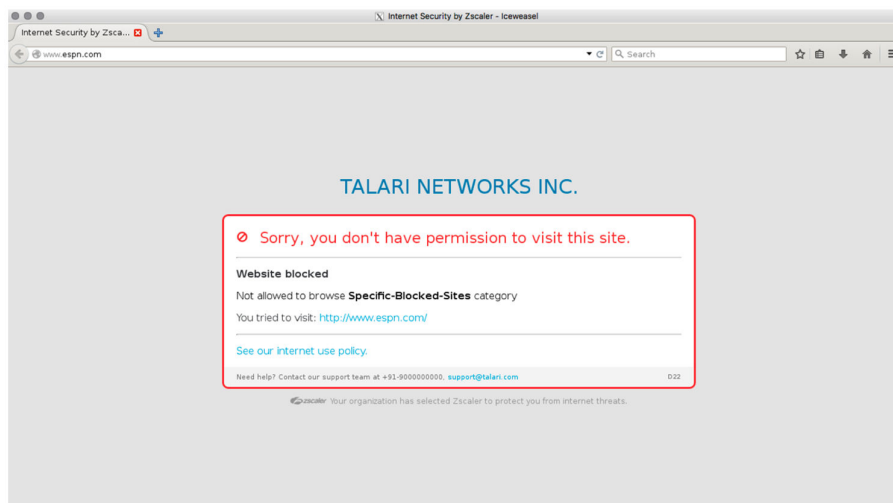 Internet Security by Zscaler - Iceweasel
Internet Security by Zsca...
www.espn.com
Search
TALARI NETWORKS INC.
Sorry, you don't have permission to visit this site.
Website blocked
Not allowed to browse Specific-Blocked-Sites category
You tried to visit: http://www.espn.com/
See our internet use policy.
Need help? Contact our support team at +91-9000000000, support@talari.com D22
zscaler Your organization has selected Zscaler to protect you from internet threats.